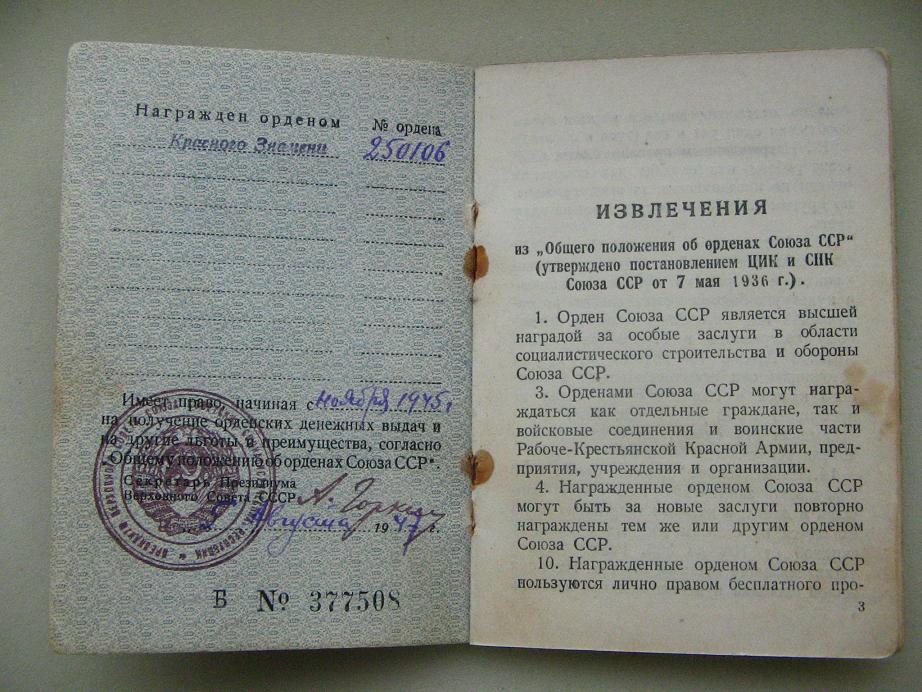 Награжден орденом № ордена
Красного Знамени 250106
Имеет право, начиная с ноября 1945 г
на получение орденских денежных выдач и
на другие льготы и преимущества, согласно
„Общему положению об орденах Союза ССР".
Секретарь Президиума
Верховного Совета СССР А. Горкин
Августа 1947 г.
Б № 377508
ИЗВЛЕЧЕНИЯ
из „Общего положения об орденах Союза ССР"
(утверждено постановлением ЦИК и СНК
Союза ССР от 7 мая 1936 г.).
1. Орден Союза ССР является высшей
наградой за особые заслуги в области
социалистического строительства и обороны
Союза ССР.
3. Орденами Союза ССР могут награ-
ждаться как отдельные граждане, так и
войсковые соединения и воинские части
Рабоче-Крестьянской Красной Армии, пред-
приятия, учреждения и организации.
4. Награжденные орденом Союза ССР
могут быть за новые заслуги повторно
награждены тем же или другим орденом
Союза ССР.
10. Награжденные орденом Союза ССР
пользуются лично правом бесплатного про-
3